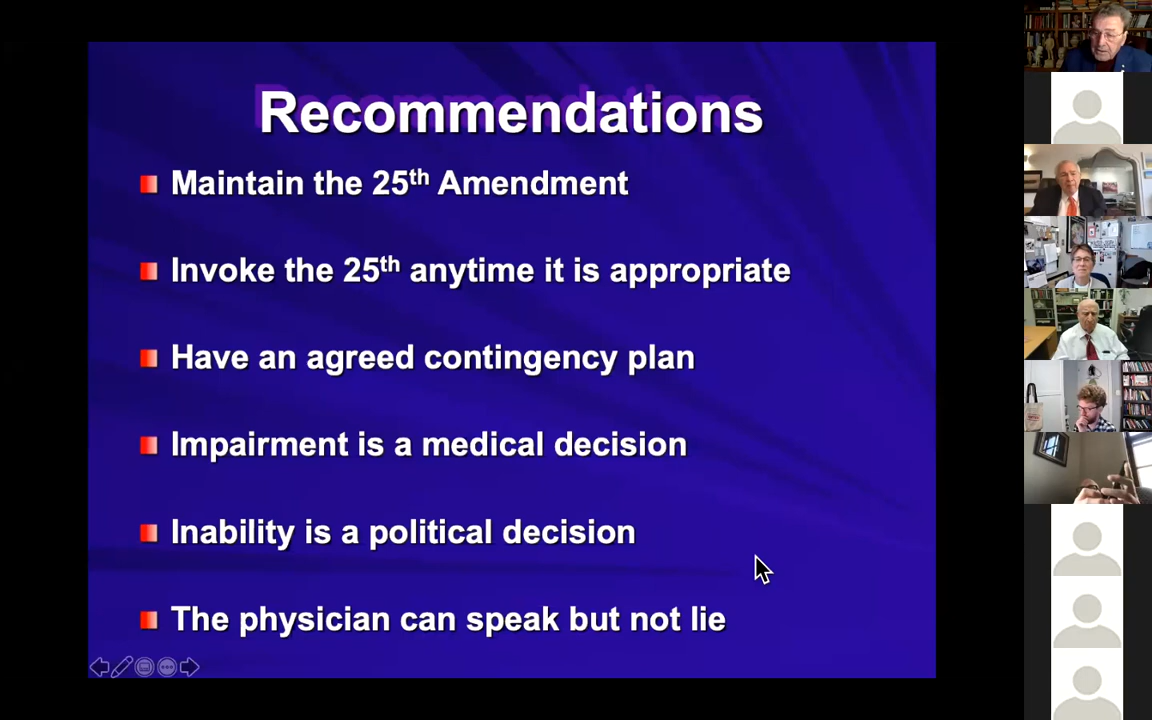 Recommendations
Maintain the 25th Amendment
Invoke the 25th anytime it is appropriate
Have an agreed contingency plan
Impairment is a medical decision
Inability is a political decision
The physician can speak but not lie